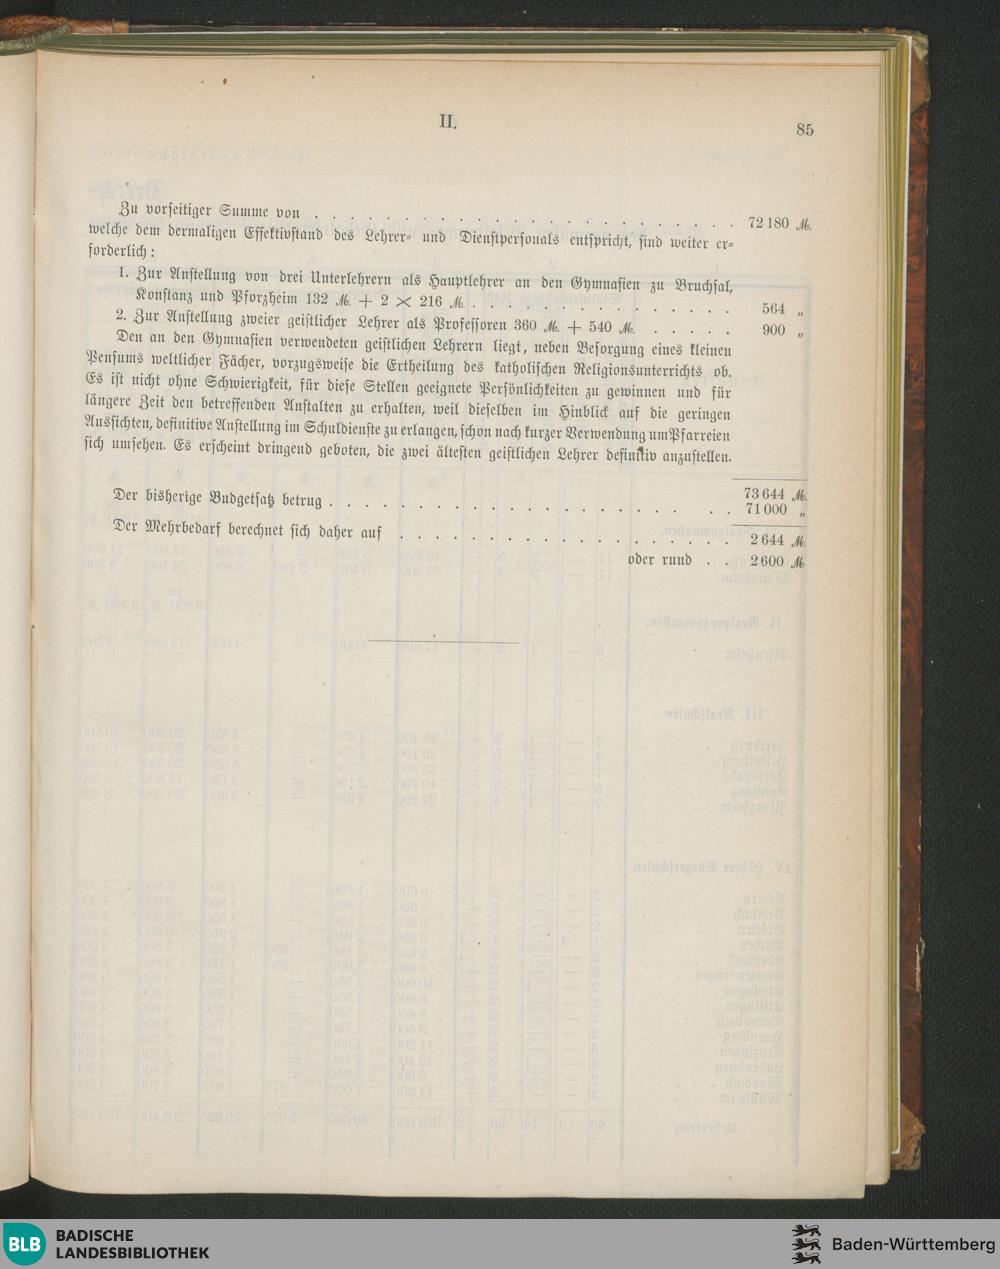 II.
85
Zu vorseitiger Summe von . . . . . . . . . . . . . . . . . . . . 72 180 ℳ.
welche dem dermaligen Effektivstand des Lehrer= und Dienstpersonals entspricht, sind weiter er=
forderlich:
1. Zur Anstellung von drei Unterlehrern als Hauptlehrer an den Gymnasien zu Bruchsal,
Konstanz und Pforzheim 132 ℳ. + 2 × 216 ℳ. . . . . . . . . . . . . . 564 „
2. Zur Anstellung zweier geistlicher Lehrer als Professoren 360 ℳ. + 540 ℳ. . . . . . 900 „
Den an den Gymnasien verwendeten geistlichen Lehrern liegt, neben Besorgung eines kleinen
Pensums weltlicher Fächer, vorzugsweise die Ertheilung des katholischen Religionsunterrichts ob.
Es ist nicht ohne Schwierigkeit, für diese Stellen geeignete Persönlichkeiten zu gewinnen und für
längere Zeit den betreffenden Anstalten zu erhalten, weil dieselben im Hinblick auf die geringen
Aussichten, definitive Anstellung im Schuldienste zu erlangen, schon nach kurzer Verwendung um Pfarreien
sich umsehen. Es erscheint dringend geboten, die zwei ältesten geistlichen Lehrer definitiv anzustellen.
73 644 ℳ.
Der bisherige Budgetsatz betrug . . . . . . . . . . . . . . . . . . . . 71 000 „
Der Mehrbedarf berechnet sich daher auf . . . . . . . . . . . . . . . . . 2 644 ℳ.
oder rund . . 2 600 ℳ
BLB BADISCHE
LANDESBIBLIOTHEK
Baden-Württemberg